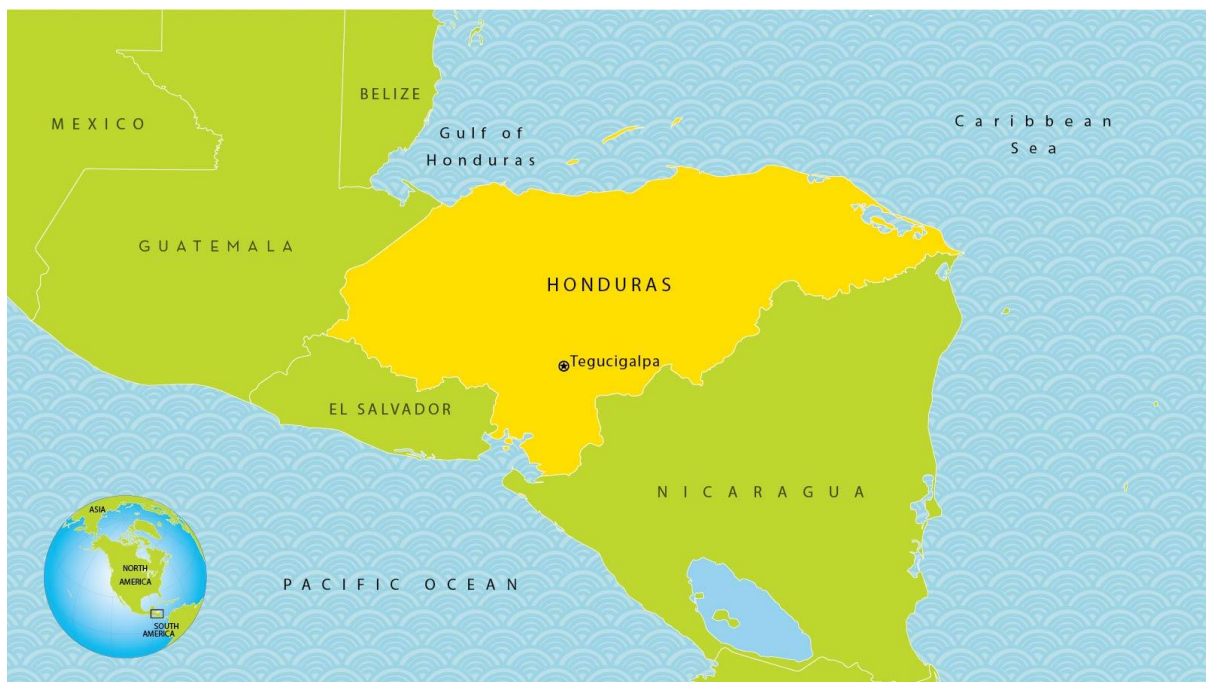 BELIZE
MEXICO
Caribbean
Sea
Gulf of
Honduras
GUATEMALA
HONDURAS
Tegucigalpa
EL SALVADOR
NICARAGUA
PACIFIC OCEAN
ASIA
NORTH
AMERICA
SOUTH
AMERICA